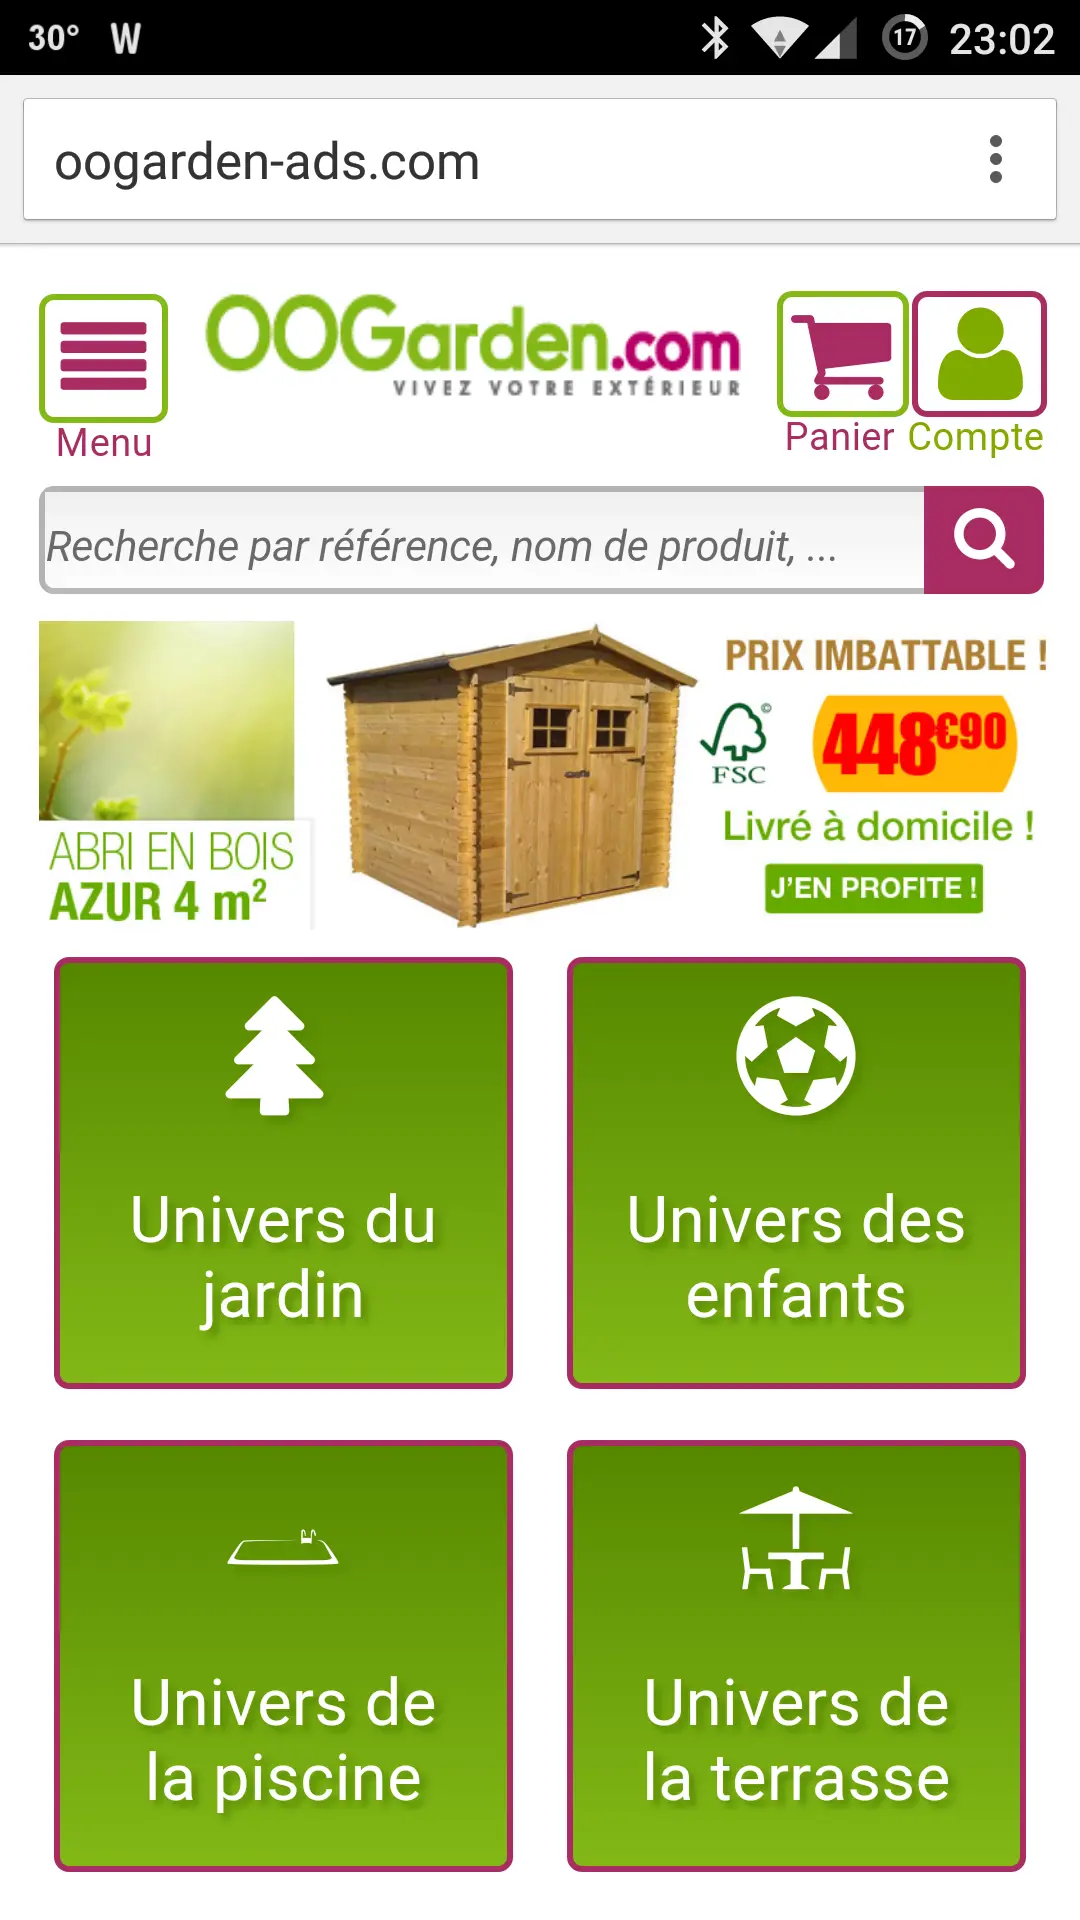 30° W 17 23:02
oogarden-ads.com
OOGarden.com
VIVEZ VOTRE EXTÉRIEUR
Menu
Panier
Compte
Recherche par référence, nom de produit, ...
ABRI EN BOIS
AZUR 4 m²
FSC
©
PRIX IMBATTABLE !
448€90
Livré à domicile !
J'EN PROFITE !
Univers du
jardin
Univers des
enfants
Univers de
la piscine
Univers de
la terrasse